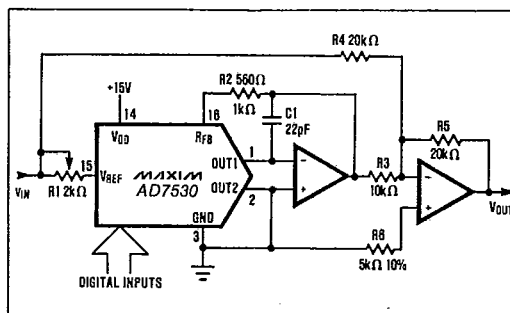 R4 20kΩ
+15V
R2 560Ω
14
16
1kΩ
C1
22pF
R5
20kΩ
VDD
RFB
OUT1
1
15
VREF
MAXIM
AD7530
OUT2
2
R3
10kΩ
VIN
R1 2kΩ
VOUT
GND
3
R6
5kΩ 10%
DIGITAL INPUTS
-
+
-
+